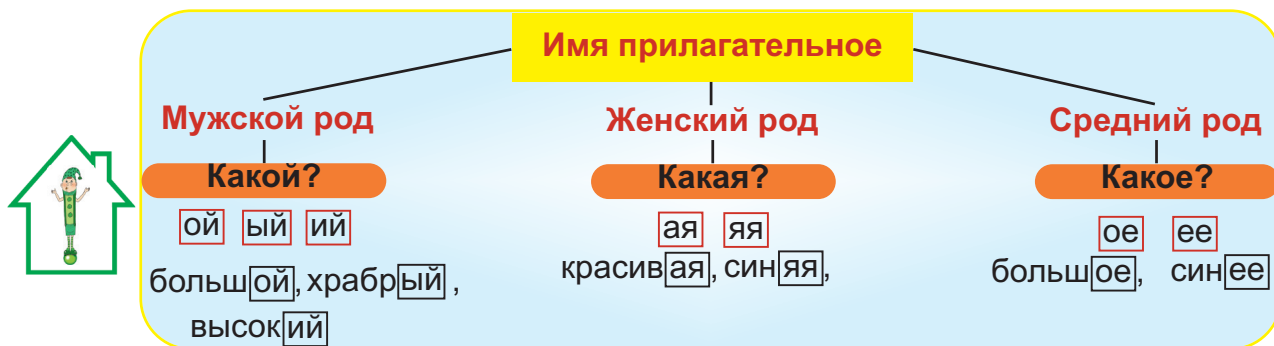 Имя прилагательное
Мужской род Женский род Средний род
Какой? Какая? Какое?
ой ый ий ая яя ое ее
большой, храбрый , красивая, синяя, большое, синее
высокий